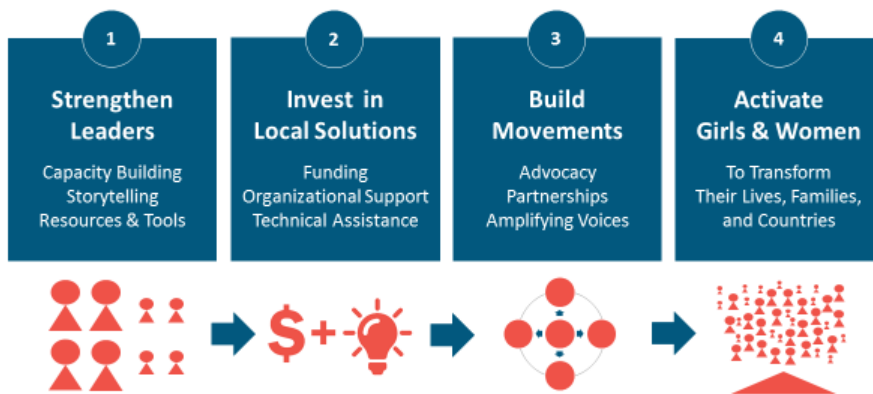 1
Strengthen
Leaders
Capacity Building
Storytelling
Resources & Tools
2
Invest in
Local Solutions
Funding
Organizational Support
Technical Assistance
3
Build
Movements
Advocacy
Partnerships
Amplifying Voices
4
Activate
Girls & Women
To Transform
Their Lives, Families,
and Countries
$ +